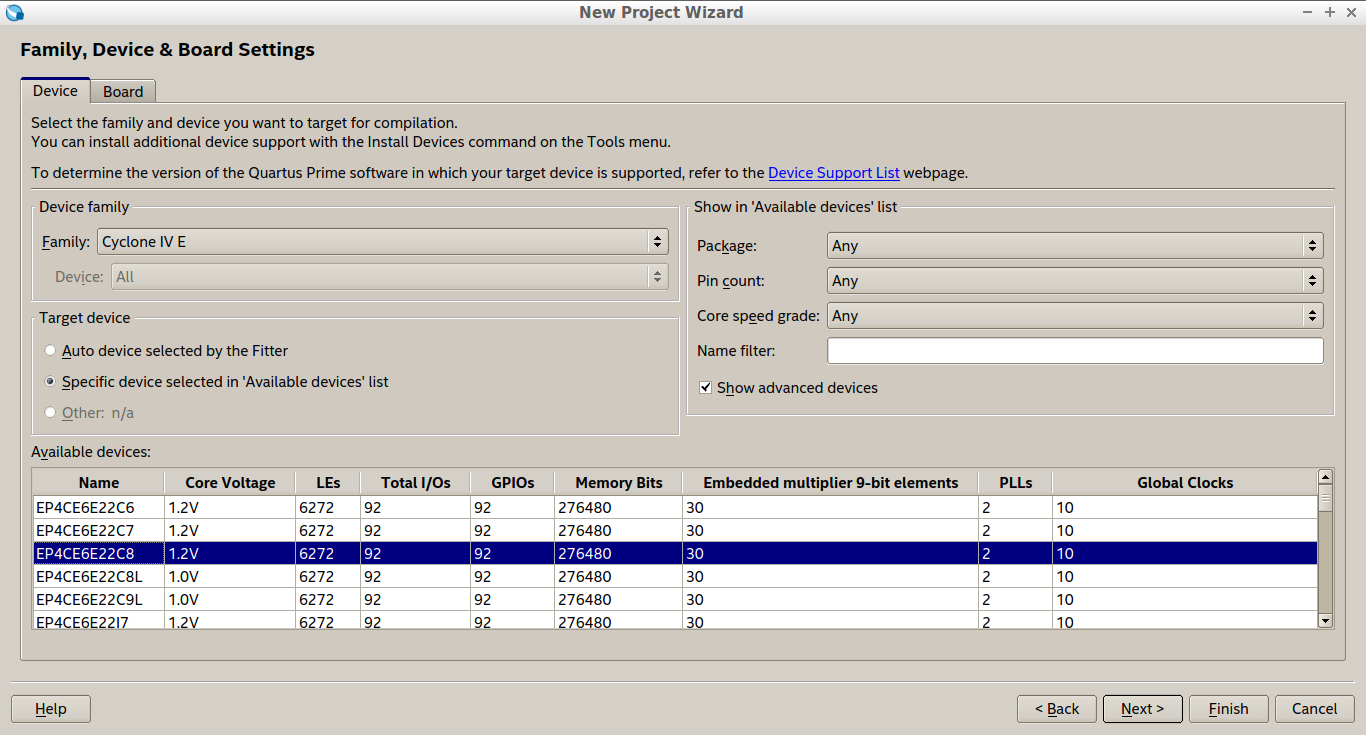 New Project Wizard
Family, Device & Board Settings
Device Board
Select the family and device you want to target for compilation.
You can install additional device support with the Install Devices command on the Tools menu.
To determine the version of the Quartus Prime software in which your target device is supported, refer to the Device Support List webpage.
Device family
Family: Cyclone IV E
Device: All
Target device
Auto device selected by the Fitter
Specific device selected in 'Available devices' list
Other: n/a
Show in 'Available devices' list
Package: Any
Pin count: Any
Core speed grade: Any
Name filter:
Show advanced devices
Available devices:
Name Core Voltage LEs Total I/Os GPIOs Memory Bits Embedded multiplier 9-bit elements PLLs Global Clocks
EP4CE6E22C6 1.2V 6272 92 92 276480 30 2 10
EP4CE6E22C7 1.2V 6272 92 92 276480 30 2 10
EP4CE6E22C8 1.2V 6272 92 92 276480 30 2 10
EP4CE6E22C8L 1.0V 6272 92 92 276480 30 2 10
EP4CE6E22C9L 1.0V 6272 92 92 276480 30 2 10
EP4CE6E22I7 1.2V 6272 92 92 276480 30 2 10
Help < Back Next > Finish Cancel